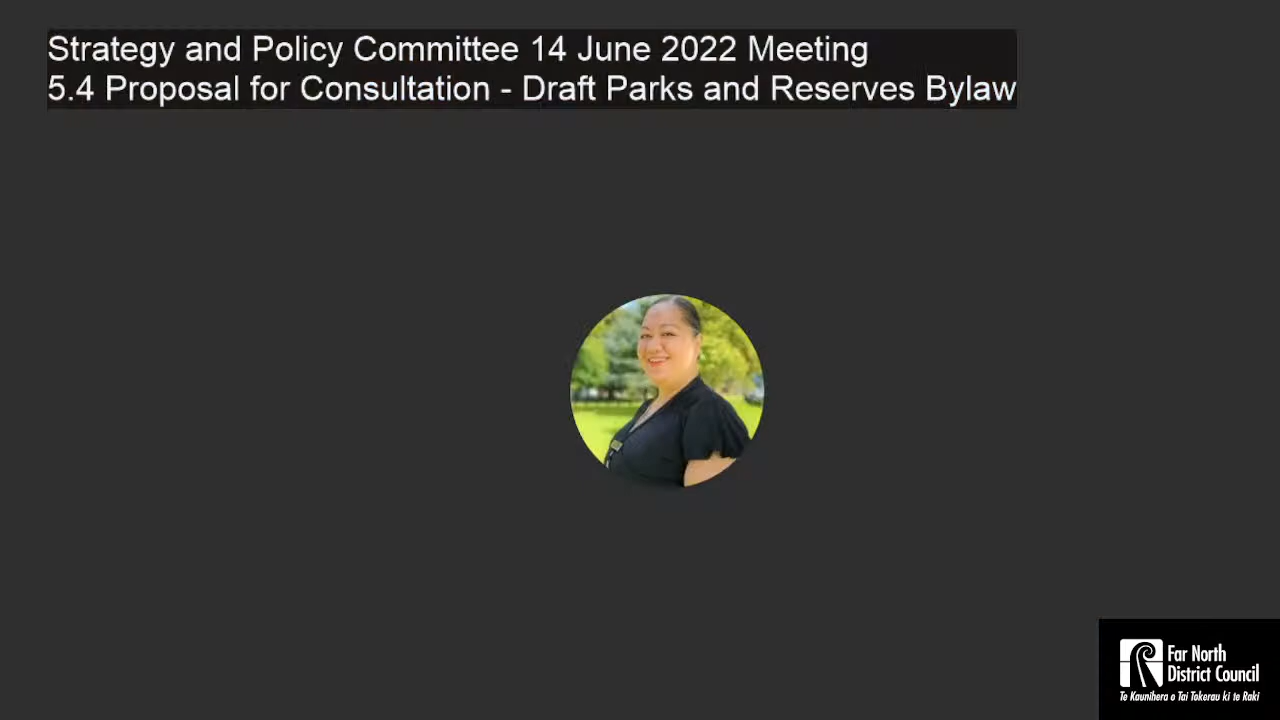 Strategy and Policy Committee 14 June 2022 Meeting
5.4 Proposal for Consultation - Draft Parks and Reserves Bylaw
Far North
District Council
Te Kaunihera o Tai Tokerau ki te Raki